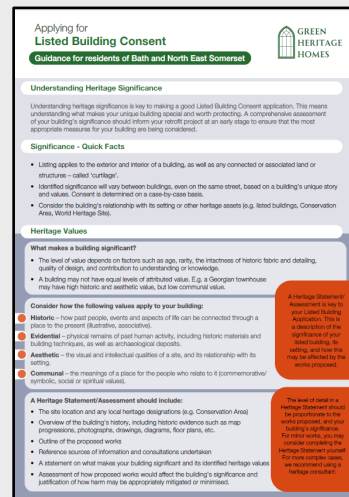 Applying for
Listed Building Consent
GREEN
HERITAGE
HOMES
Guidance for residents of Bath and North East Somerset
Understanding Heritage Significance
Understanding heritage significance is key to making a good Listed Building Consent application. This means
understanding what makes your unique building special and worth protecting. A comprehensive assessment
of your building's significance should inform your retrofit project at an early stage to ensure that the most
appropriate measures for your building are being considered.
Significance - Quick Facts
• Listing applies to the exterior and interior of a building, as well as any connected or associated land or
structures – called 'curtilage'.
• Identified significance will vary between buildings, even on the same street, based on a building's unique story
and values. Consent is determined on a case-by-case basis.
• Consider the building's relationship with its setting or other heritage assets (e.g. listed buildings, Conservation
Area, World Heritage Site).
Heritage Values
What makes a building significant?
• The level of value depends on factors such as age, rarity, the intactness of historic fabric and detailing,
quality of design, and contribution to understanding or knowledge.
• A building may not have equal levels of attributed value. E.g. a Georgian townhouse
may have high historic and aesthetic value, but low communal value.
Consider how the following values apply to your building:
Historic – how past people, events and aspects of life can be connected through a
place to the present (illustrative, associative).
Evidential – physical remains of past human activity, including historic materials and
building techniques, as well as archaeological deposits.
Aesthetic – the visual and intellectual qualities of a site, and its relationship with its
setting.
Communal – the meanings of a place for the people who relate to it (commemorative/
symbolic, social or spiritual values).
A Heritage Statement/
Assessment is key to
your Listed Building
Application. This is
a description of the
significance of your
listed building, its
setting, and how this
may be affected by the
works proposed.
A Heritage Statement/Assessment should include:
• The site location and any local heritage designations (e.g. Conservation Area)
• Overview of the building's history, including historic evidence such as map
progressions, photographs, drawings, diagrams, floor plans, etc.
• Outline of the proposed works
• Reference sources of information and consultations undertaken
• A statement on what makes your building significant and its identified heritage values
• Assessment of how proposed works would affect the building's significance and
justification of how harm may be appropriately mitigated or minimised.
The level of detail in a
Heritage Statement should
be proportionate to the
works proposed, and your
building's significance.
For minor works, you may
consider completing the
Heritage Statement yourself.
For more complex cases,
we recommend using a
heritage consultant.